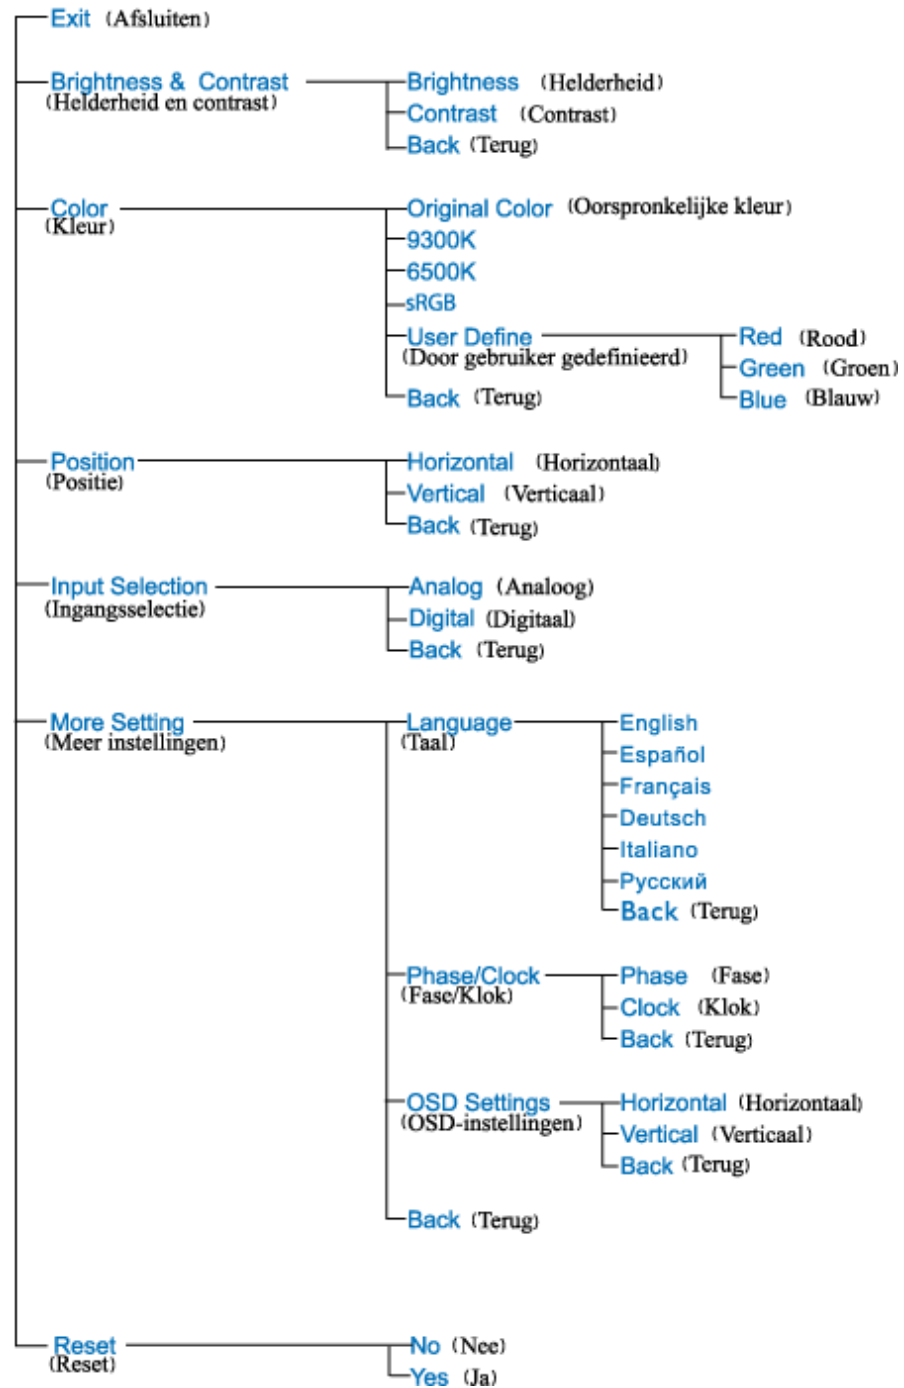 Exit (Afsluiten)
Brightness & Contrast
(Helderheid en contrast)
Brightness (Helderheid)
Contrast (Contrast)
Back (Terug)
Color
(Kleur)
Original Color (Oorspronkelijke kleur)
9300K
6500K
sRGB
User Define
(Door gebruiker gedefinieerd)
Red (Rood)
Green (Groen)
Blue (Blauw)
Back (Terug)
Position
(Positie)
Horizontal (Horizontaal)
Vertical (Verticaal)
Back (Terug)
Input Selection
(Ingangsselectie)
Analog (Analoog)
Digital (Digitaal)
Back (Terug)
More Setting
(Meer instellingen)
Language
(Taal)
English
Español
Français
Deutsch
Italiano
Русский
Back (Terug)
Phase/Clock
(Fase/Klok)
Phase (Fase)
Clock (Klok)
Back (Terug)
OSD Settings
(OSD-instellingen)
Horizontal (Horizontaal)
Vertical (Verticaal)
Back (Terug)
Back (Terug)
Reset
(Reset)
No (Nee)
Yes (Ja)